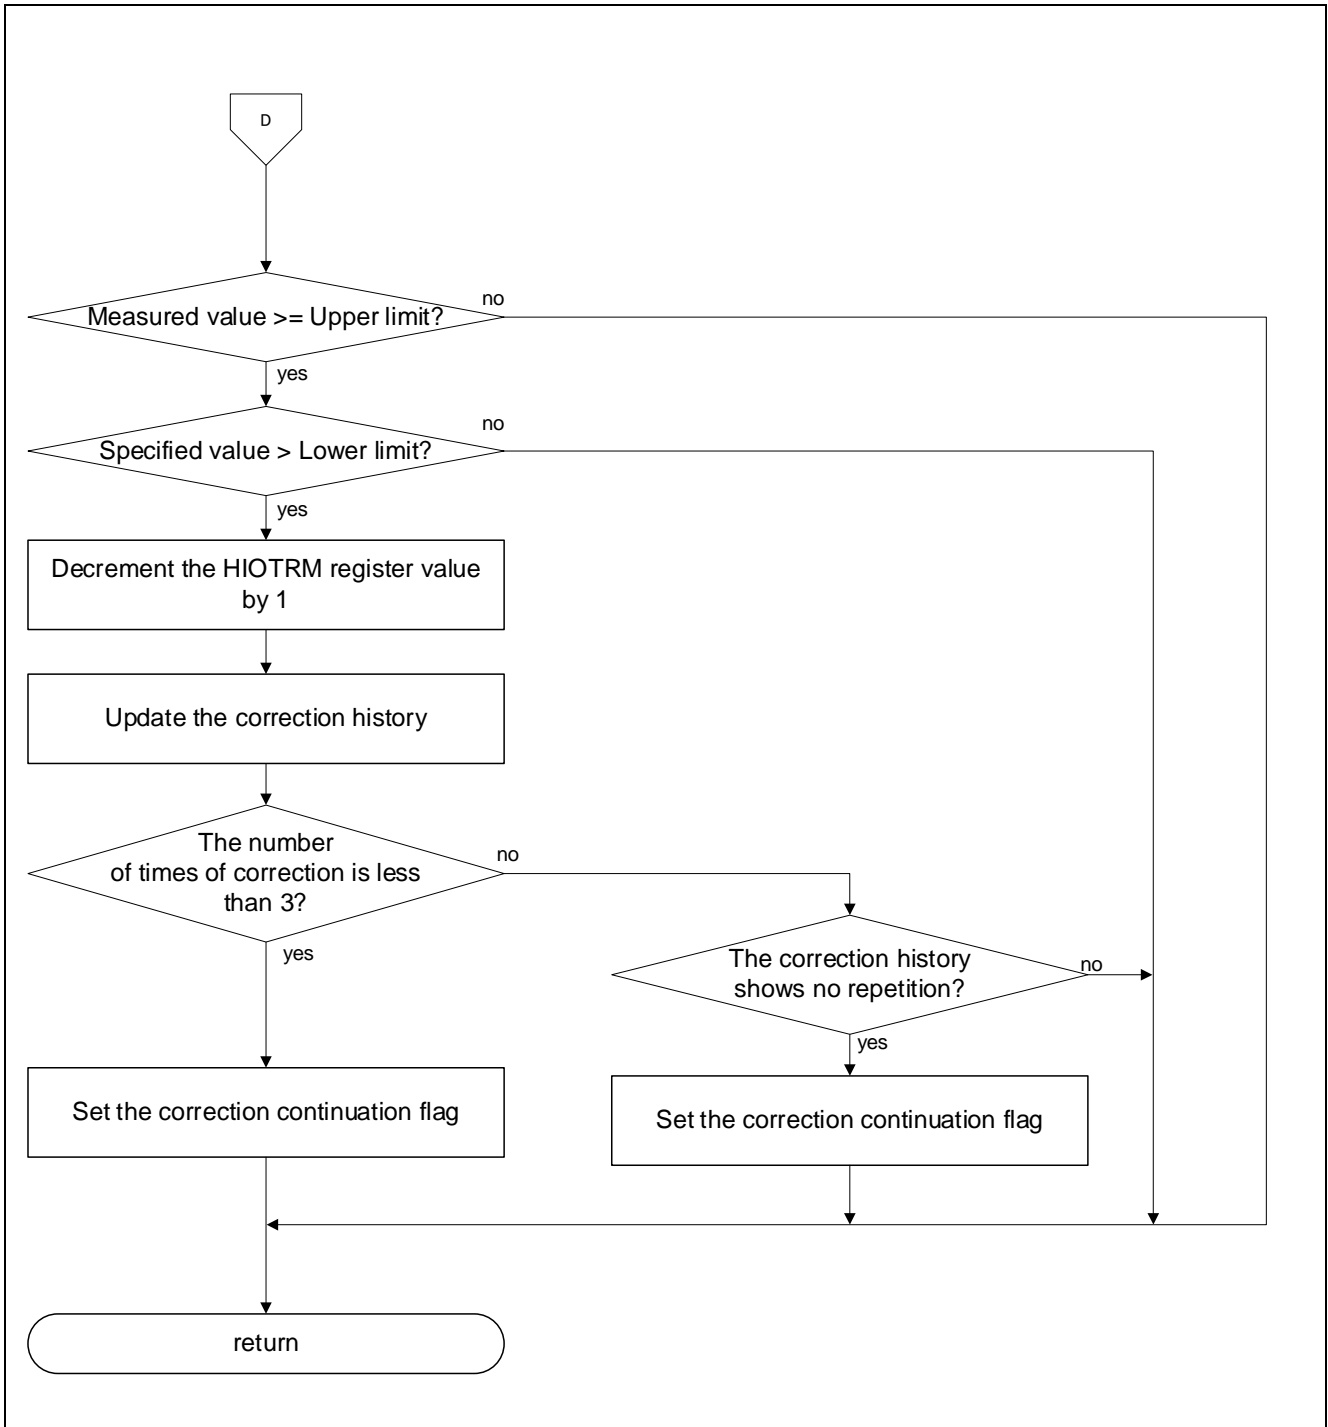 D
Measured value >= Upper limit?
no
yes
Specified value > Lower limit?
no
yes
Decrement the HIOTRM register value
by 1
Update the correction history
The number
of times of correction is less
than 3?
no
yes
The correction history
shows no repetition?
no
yes
Set the correction continuation flag
Set the correction continuation flag
return